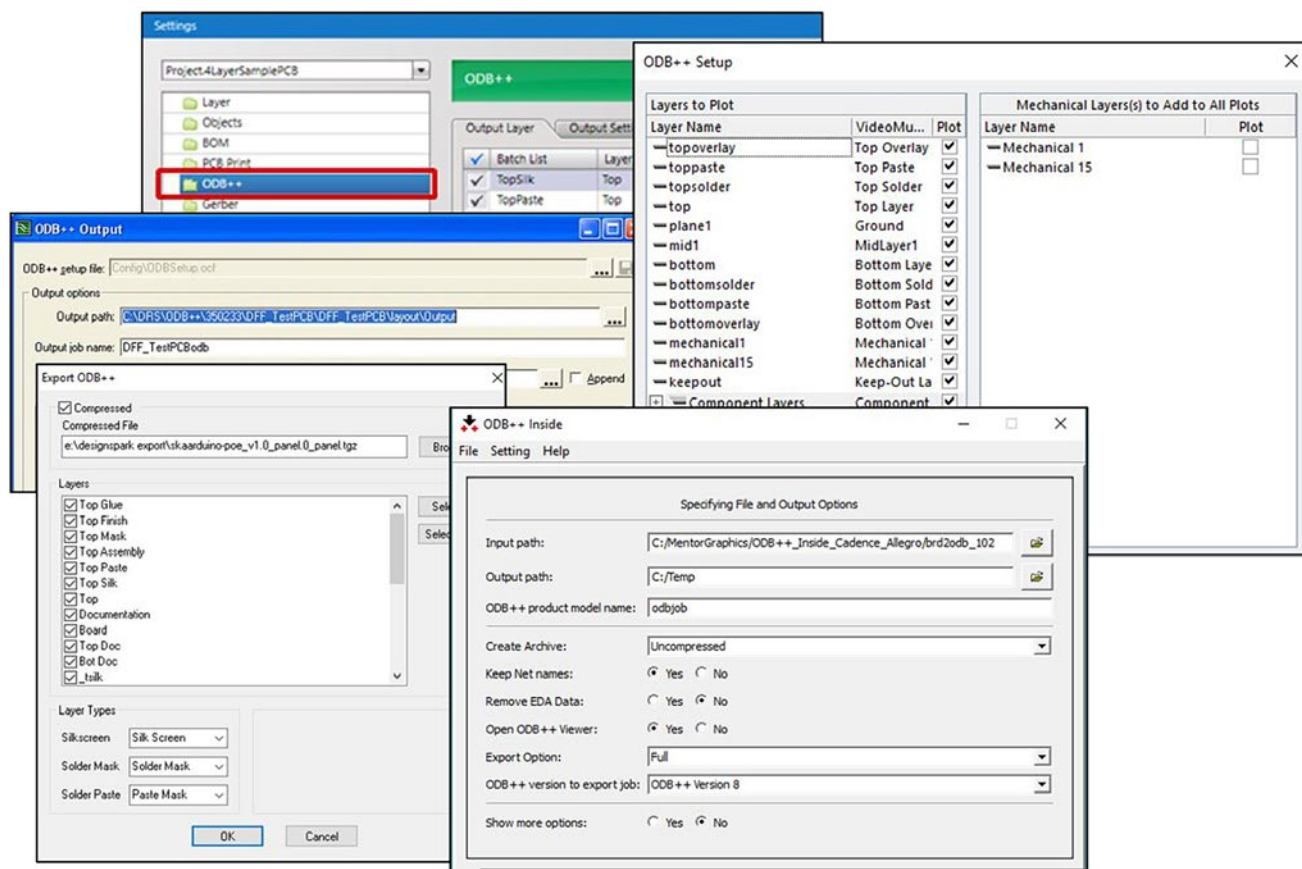 Settings
Project.4LayerSamplePCB
Layer
Objects
BOM
PCB Print
ODB++
Gerber
ODB++
Output Layer
Output
Batch List
Layer
TopSilk
Top
TopPaste
Top
ODB++ Setup
Layers to Plot
Layer Name VideoMu... Plot
topoverlay Top Overlay
toppaste Top Paste
topsolder Top Solder
top Top Layer
plane1 Ground
mid1 MidLayer1
bottom Bottom Laye
bottomsolder Bottom Sold
bottompaste Bottom Past
bottomoverlay Bottom Over
mechanical1 Mechanical
mechanical15 Mechanical
keepout Keep-Out La
Component Layers Component
Mechanical Layers(s) to Add to All Plots
Layer Name Plot
Mechanical 1
Mechanical 15
ODB++ Output
ODB++ setup file: Config\ODBSetup.ocf
Output options
Output path: C:\DRS\ODB++\350233\DFF_TestPCB\DFF_TestPCB\layout\Output
Output job name: DFF_TestPCBodb
... Append
Export ODB++
Compressed
Compressed File
e:\designspark export\skaarduino-poe_v1.0_panel.0_panel.tgz
Layers
Top Glue
Top Finish
Top Mask
Top Assembly
Top Paste
Top Silk
Top
Documentation
Board
Top Doc
Bot Doc
_tsilk
Layer Types
Silkscreen Silk Screen
Solder Mask Solder Mask
Solder Paste Paste Mask
OK Cancel
ODB++ Inside
File Setting Help
Specifying File and Output Options
Input path: C:/MentorGraphics/ODB++_Inside_Cadence_Allegro/brd2odb_102
Output path: C:/Temp
ODB++ product model name: odbjob
Create Archive: Uncompressed
Keep Net names: Yes No
Remove EDA Data: Yes No
Open ODB++ Viewer: Yes No
Export Option: Full
ODB++ version to export job: ODB++ Version 8
Show more options: Yes No